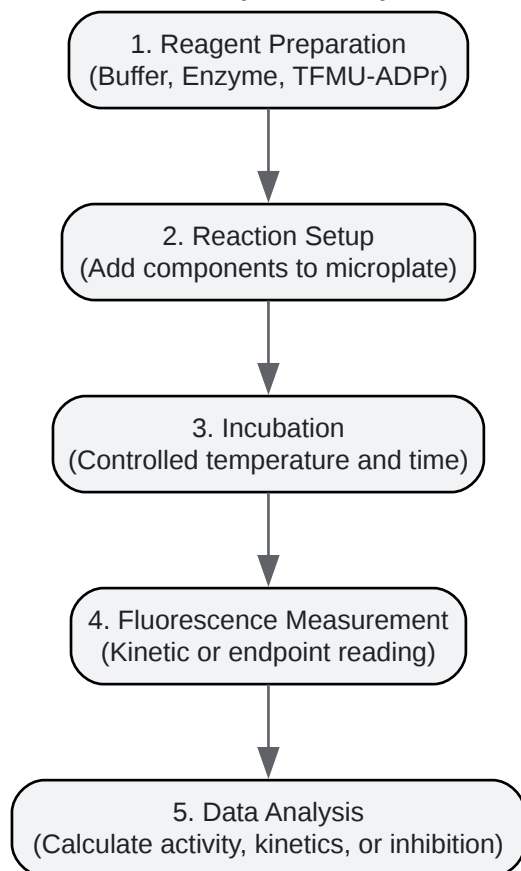 1. Reagent Preparation
(Buffer, Enzyme, TFMU-ADPr)
2. Reaction Setup
(Add components to microplate)
3. Incubation
(Controlled temperature and time)
4. Fluorescence Measurement
(Kinetic or endpoint reading)
5. Data Analysis
(Calculate activity, kinetics, or inhibition)